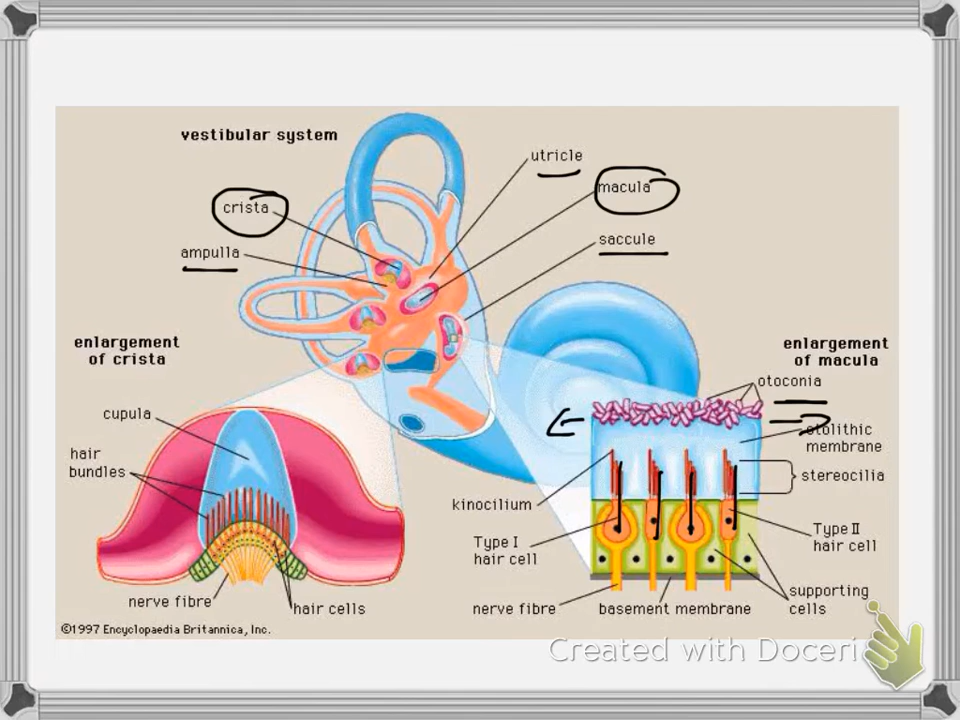 vestibular system
utricle
macula
crista
saccule
ampulla
enlargement
of crista
enlargement
of macula
otoconia
cupula
otolithic
membrane
hair
bundles
stereocilia
kinocilium
Type I
hair cell
Type II
hair cell
supporting
cells
nerve fibre
hair cells
nerve fibre
basement membrane
©1997 Encyclopaedia Britannica, Inc.
Created with Doceri